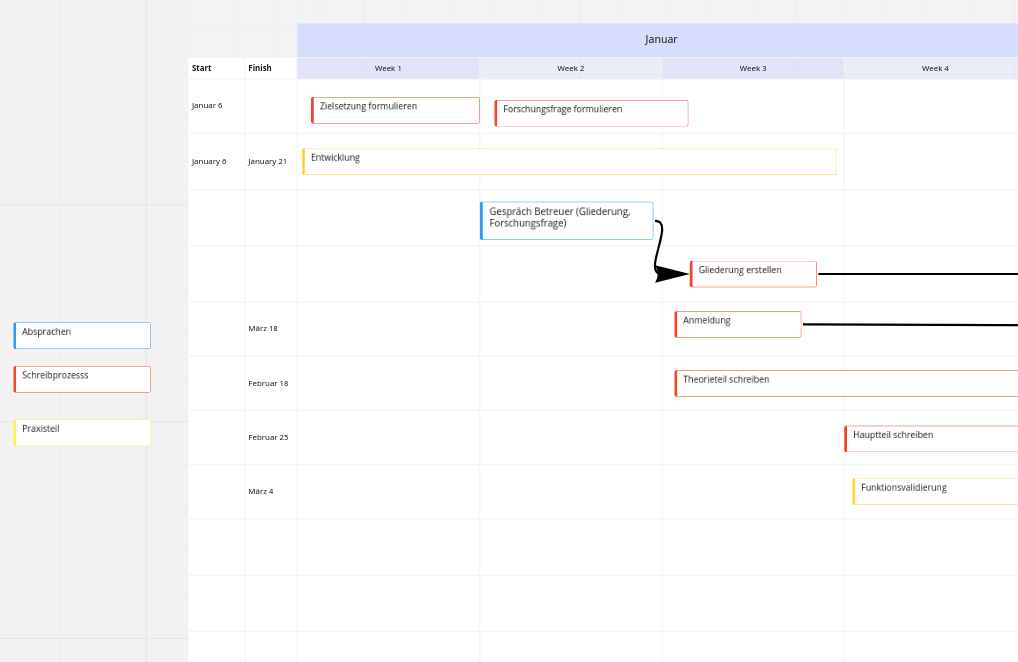 Januar
Start Finish Week 1 Week 2 Week 3 Week 4
Januar 6 Zielsetzung formulieren Forschungsfrage formulieren
January 6 January 21 Entwicklung
Gespräch Betreuer (Gliederung,
Forschungsfrage)
Gliederung erstellen
März 18 Anmeldung
Februar 18 Theorieteil schreiben
Februar 25 Hauptteil schreiben
März 4 Funktionsvalidierung
Absprachen
Schreibprozesss
Praxisteil